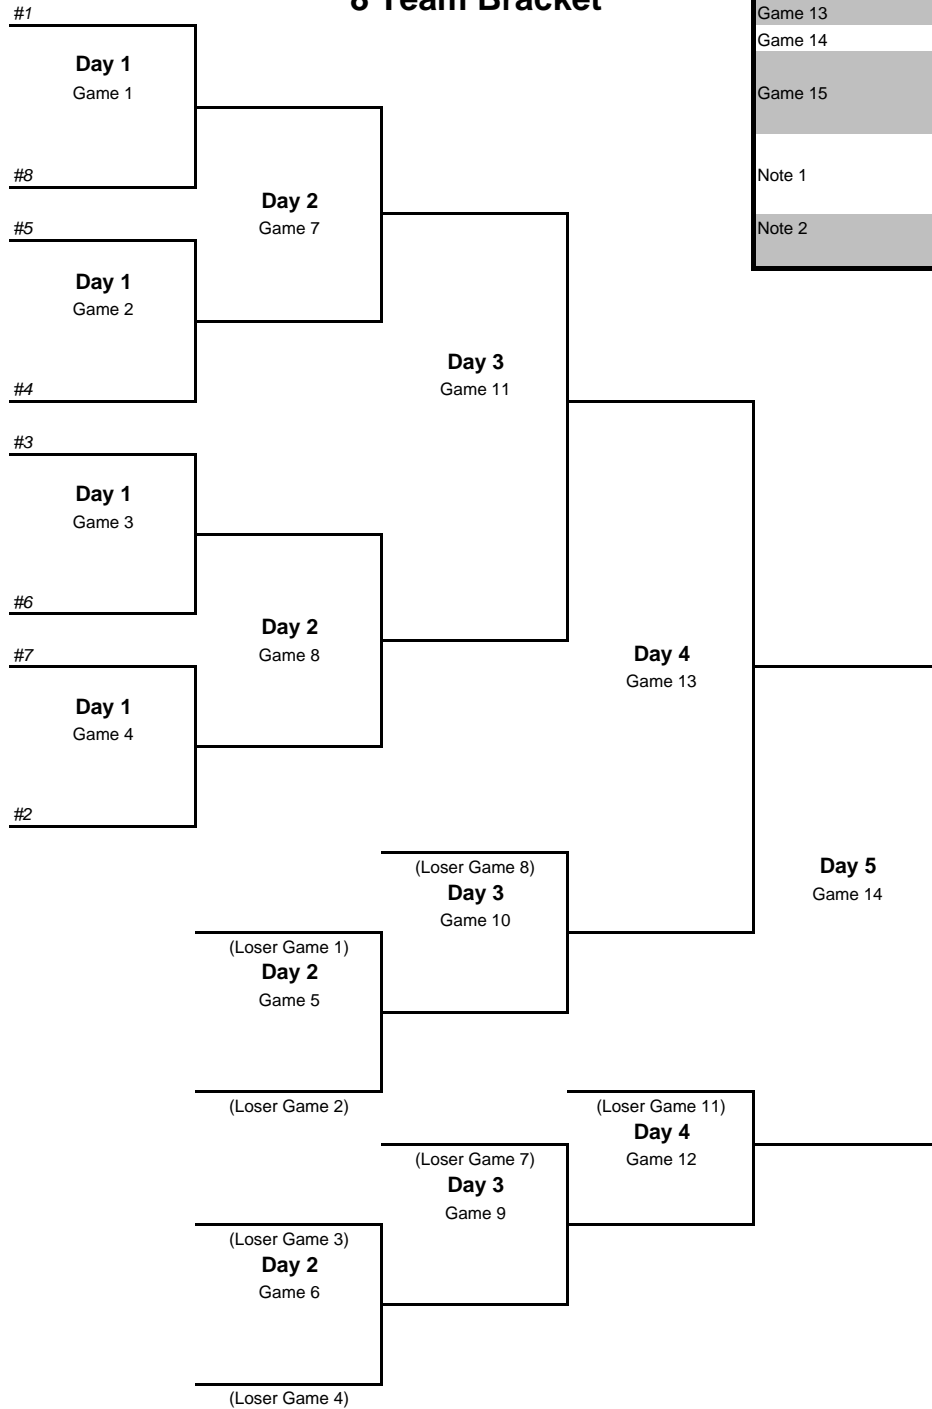 8 Team Bracket
#1
Game 13
Game 14
Day 1
Game 1
Game 15
#8
Note 1
Day 2
Game 7
#5
Note 2
Day 1
Game 2
Day 3
Game 11
#4
#3
Day 1
Game 3
#6
Day 2
Game 8
#7
Day 4
Game 13
Day 1
Game 4
#2
(Loser Game 8)
Day 3
Game 10
Day 5
Game 14
(Loser Game 1)
Day 2
Game 5
(Loser Game 2)
(Loser Game 11)
Day 4
Game 12
(Loser Game 7)
Day 3
Game 9
(Loser Game 3)
Day 2
Game 6
(Loser Game 4)